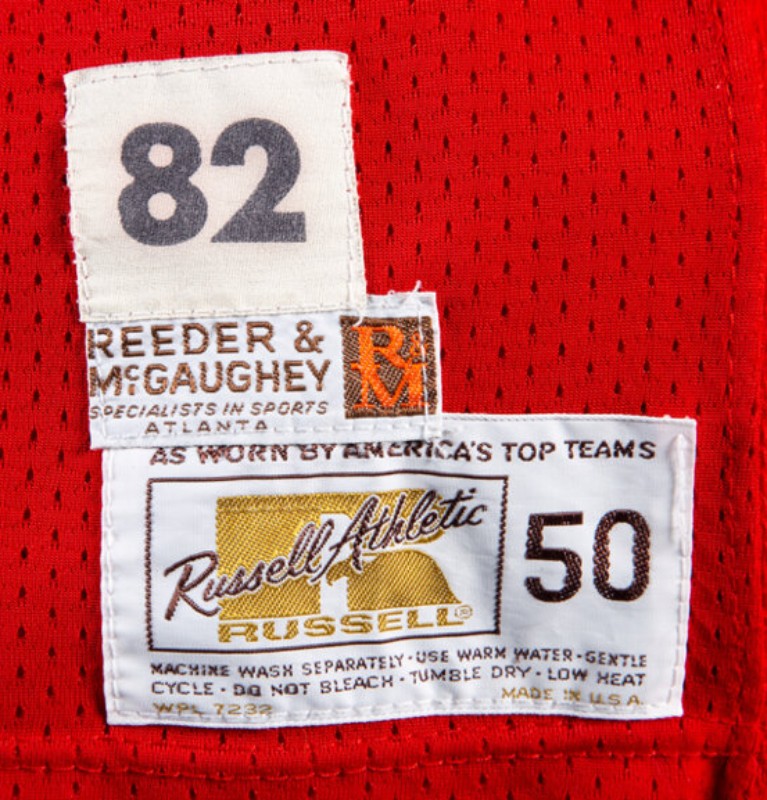 82
REEDER &
McGAUGHEY
SPECIALISTS IN SPORTS
ATLANTA
R&
M
AS WORN BY AMERICA'S TOP TEAMS
Russell Athletic
RUSSELL®
50
MACHINE WASH SEPARATELY · USE WARM WATER · GENTLE
CYCLE · DO NOT BLEACH · TUMBLE DRY · LOW HEAT
WPL 7232 MADE IN U.S.A.